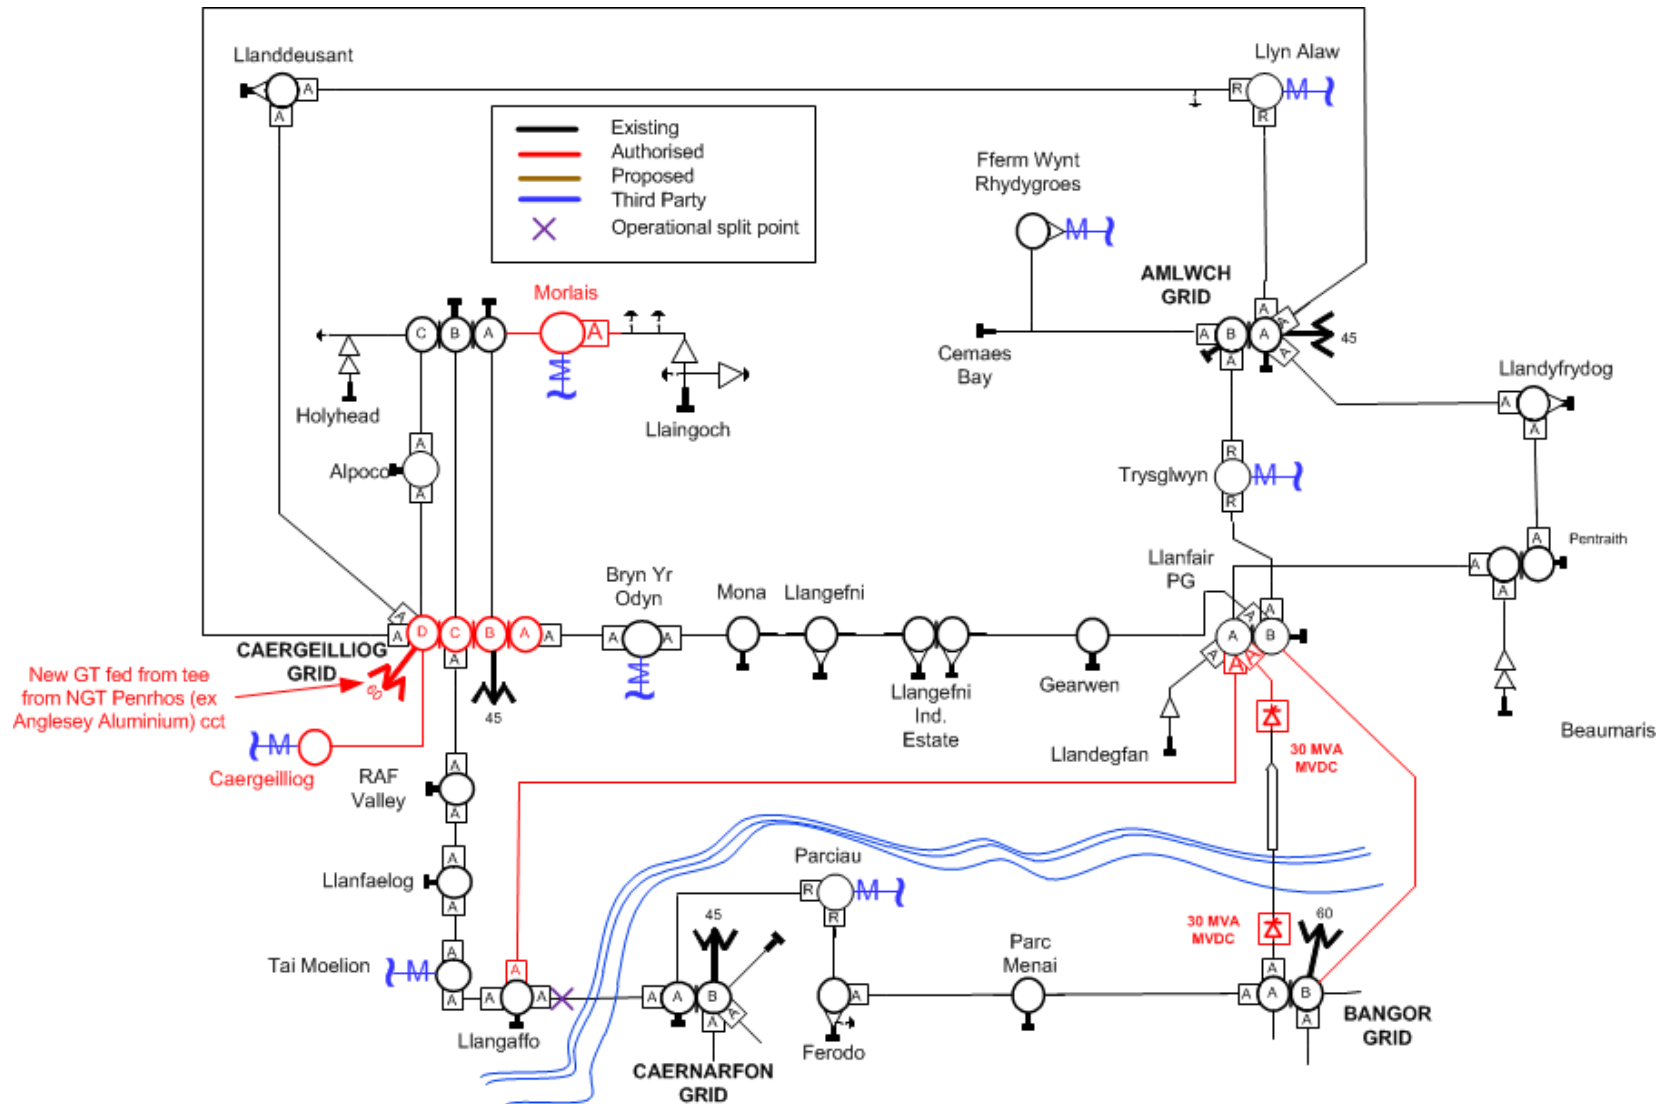 Llanddeusant
Llyn Alaw
A
R
M
A
R
Existing
Authorised
Proposed
Third Party
Operational split point
Fferm Wynt
Rhydygroes
M
AMLWCH
GRID
Morlais
A
A
C
B
A
A
M
A
B
A
45
A
A
Cemaes
Bay
Llandyfrydog
A
A
Holyhead
Llaingoch
A
Alpoco
A
R
Trysglwyn
M
R
A
Pentraith
Llanfair
PG
A
A
Bryn Yr
Odyn
Mona
Llangefni
A
A
A
D
C
B
A
A
A
A
M
A
B
A
A
A
CAERGEILLIOG
GRID
A
60
45
New GT fed from tee
from NGT Penrhos (ex
Anglesey Aluminium) cct
Llangefni
Ind.
Estate
Gearwen
Llandegfan
Beaumaris
M
Caergeilliog
30 MVA
MVDC
RAF
Valley
A
A
Llanfaelog
A
A
Parciau
R
M
R
45
30 MVA
MVDC
60
Tai Moelion
M
A
A
A
A
A
Llangaffo
A
A
B
A
A
CAERNARFON
GRID
A
Ferodo
Parc
Menai
A
A
A
B
A
BANGOR
GRID